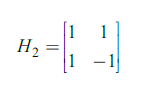 H₂ = [1 1
1 −1]